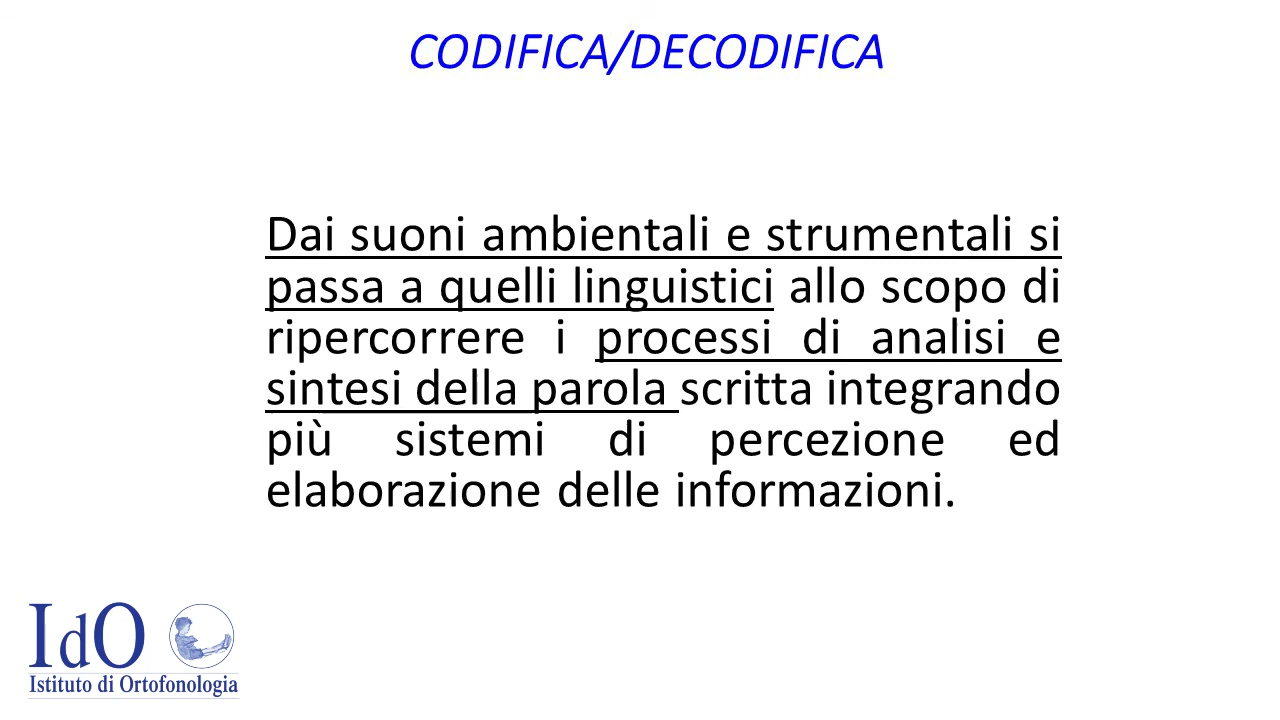 CODIFICA/DECODIFICA
Dai suoni ambientali e strumentali si
passa a quelli linguistici allo scopo di
ripercorrere i processi di analisi e
sintesi della parola scritta integrando
più sistemi di percezione ed
elaborazione delle informazioni.
IdO
Istituto di Ortofonologia